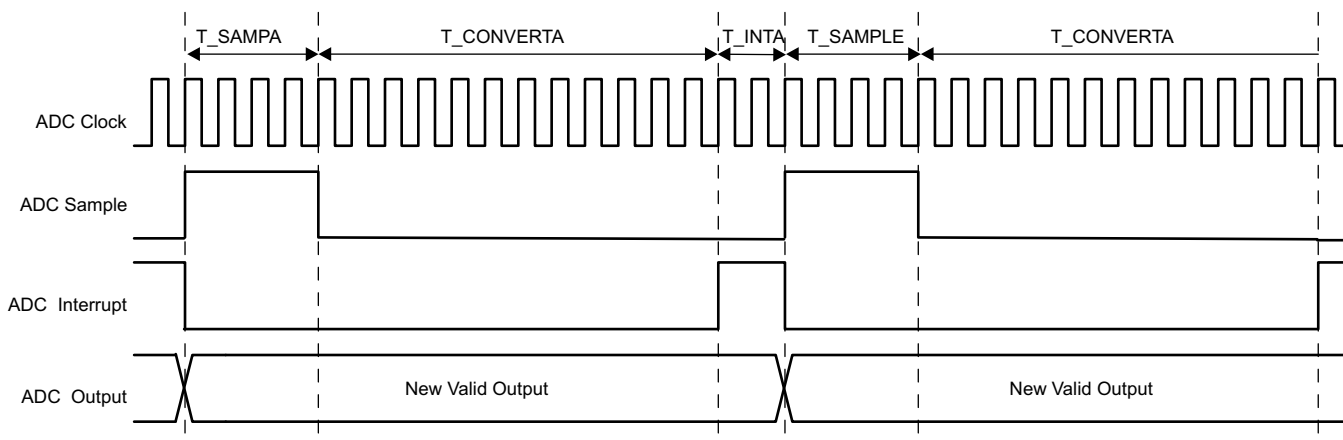 T_SAMPA T_CONVERTA T_INTA T_SAMPLE T_CONVERTA
ADC Clock
ADC Sample
ADC Interrupt
ADC Output New Valid Output New Valid Output